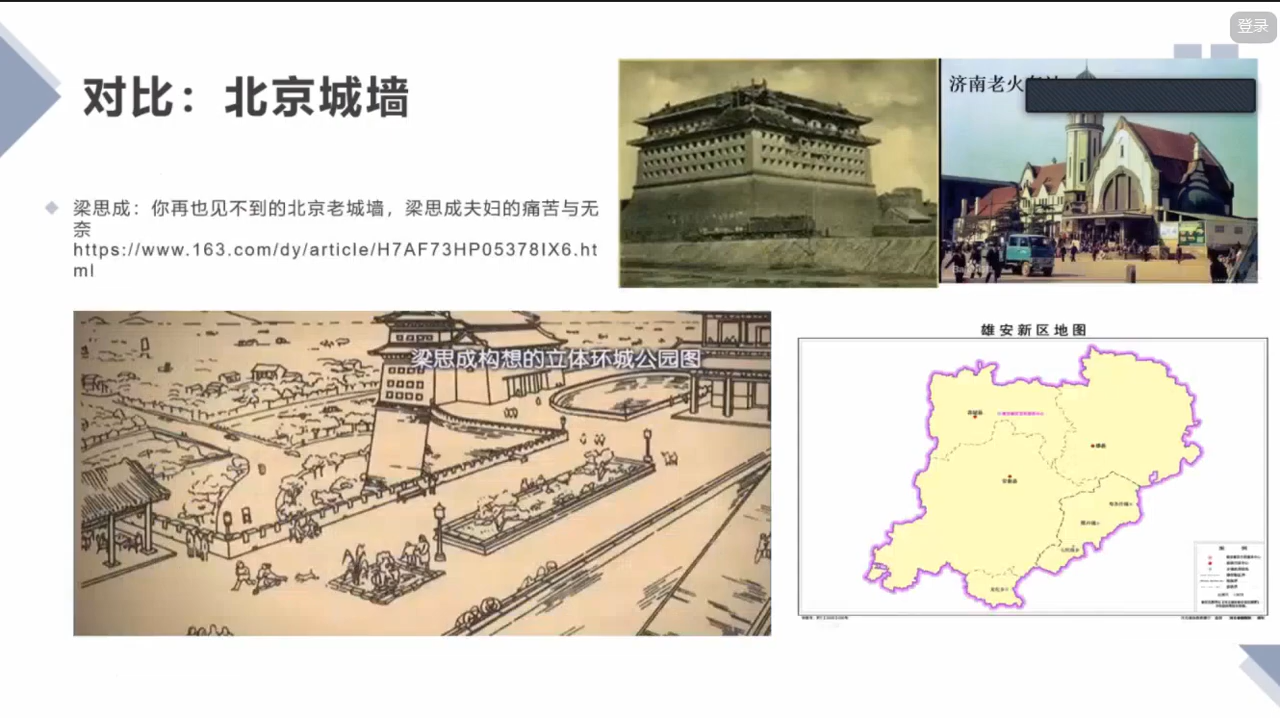 登录
对比：北京城墙
梁思成：你再也见不到的北京老城墙，梁思成夫妇的痛苦与无
奈
https://www.163.com/dy/article/H7AF73HP05378IX6.ht
ml
济南老火
梁思成构想的立体环城公园图
雄安新区地图